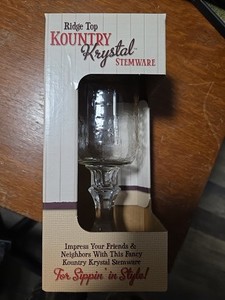 Ridge Top
KOUNTRY
Krystal
STEMWARE
Impress Your Friends &
Neighbors With This Fancy
Kountry Krystal Stemware
For Sippin' in Style!